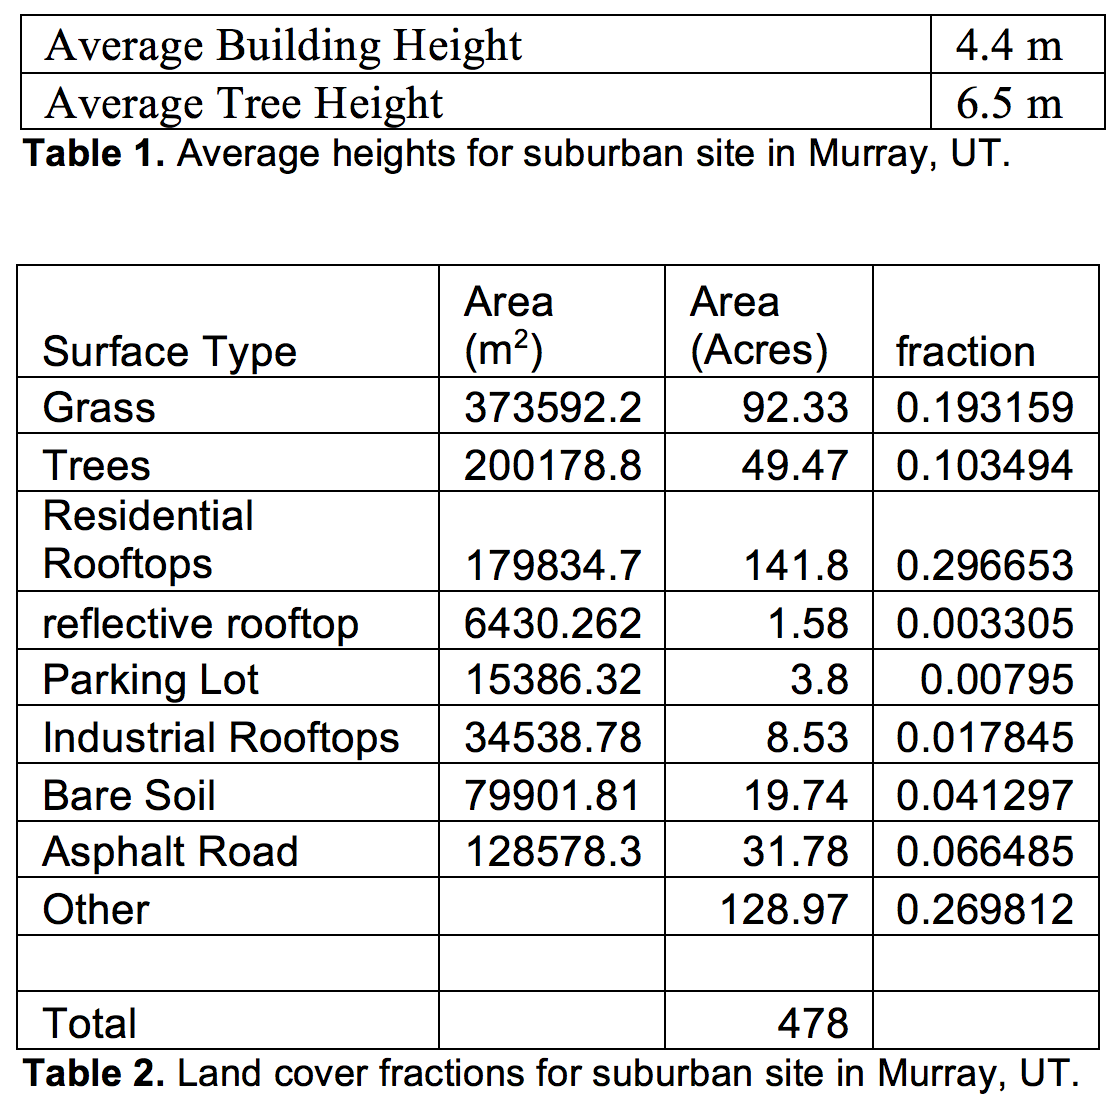 Average Building Height 4.4 m
Average Tree Height 6.5 m
Table 1. Average heights for suburban site in Murray, UT.
Surface Type Area (m²) Area (Acres) fraction
Grass 373592.2 92.33 0.193159
Trees 200178.8 49.47 0.103494
Residential Rooftops 179834.7 141.8 0.296653
reflective rooftop 6430.262 1.58 0.003305
Parking Lot 15386.32 3.8 0.00795
Industrial Rooftops 34538.78 8.53 0.017845
Bare Soil 79901.81 19.74 0.041297
Asphalt Road 128578.3 31.78 0.066485
Other 128.97 0.269812
Total 478
Table 2. Land cover fractions for suburban site in Murray, UT.